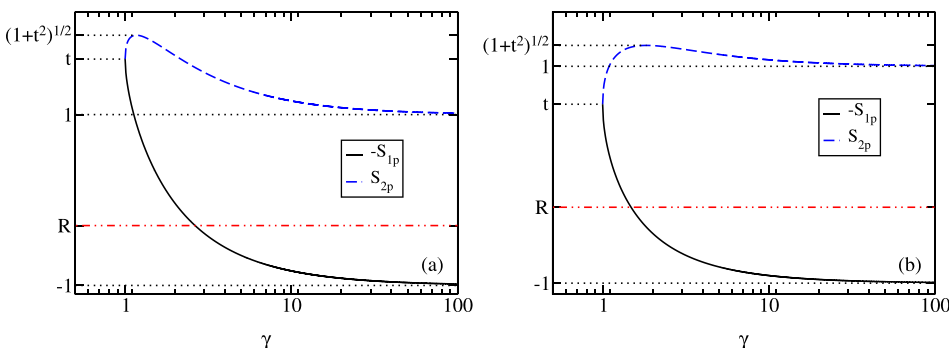 (1+t²)^1/2
t
1
R
-1
-S1p
S2p
(a)
1
10
100
γ
(1+t²)^1/2
1
t
R
-1
-S1p
S2p
(b)
1
10
100
γ